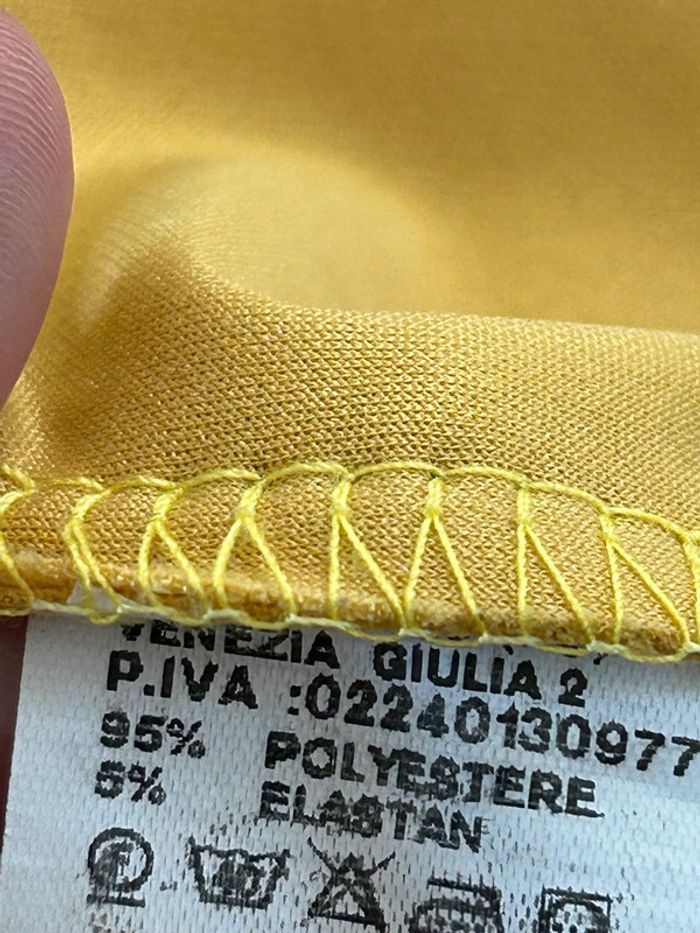 VENEZIA GIULIA 2
P.IVA :02240130977
95% POLYESTERE
5% ELASTAN